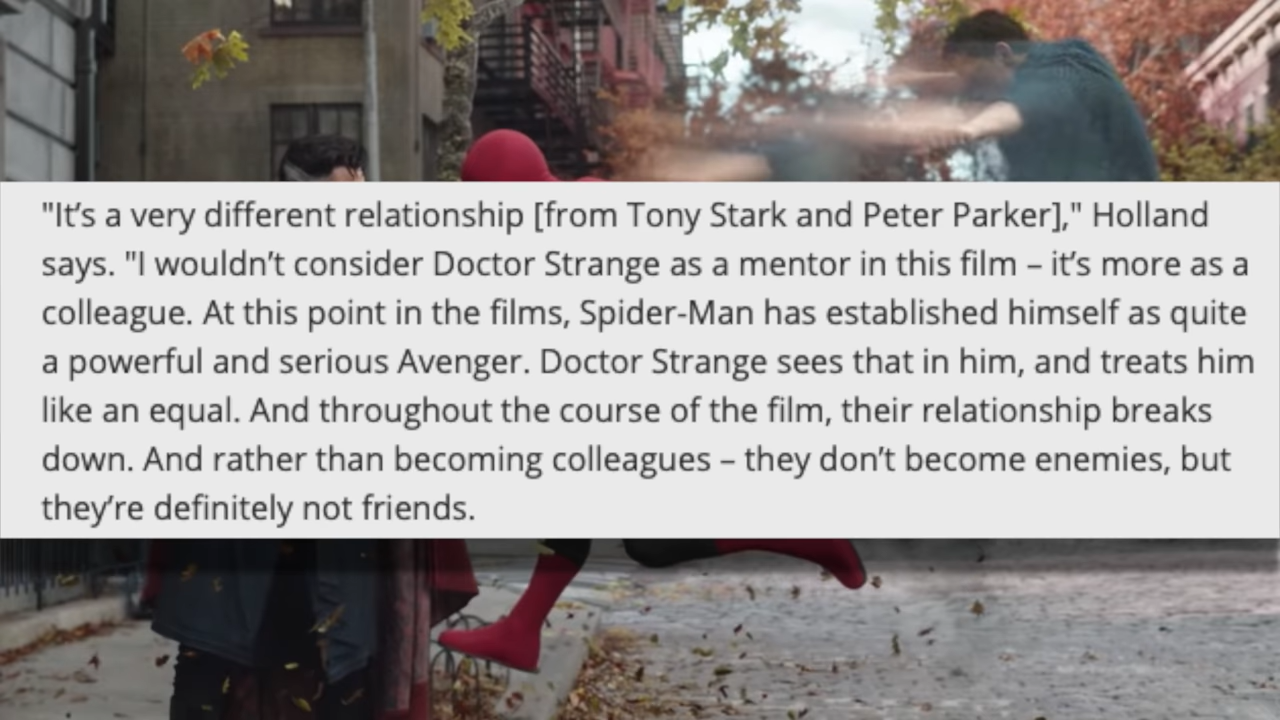 "It’s a very different relationship [from Tony Stark and Peter Parker]," Holland
says. "I wouldn’t consider Doctor Strange as a mentor in this film – it’s more as a
colleague. At this point in the films, Spider-Man has established himself as quite
a powerful and serious Avenger. Doctor Strange sees that in him, and treats him
like an equal. And throughout the course of the film, their relationship breaks
down. And rather than becoming colleagues – they don’t become enemies, but
they’re definitely not friends.